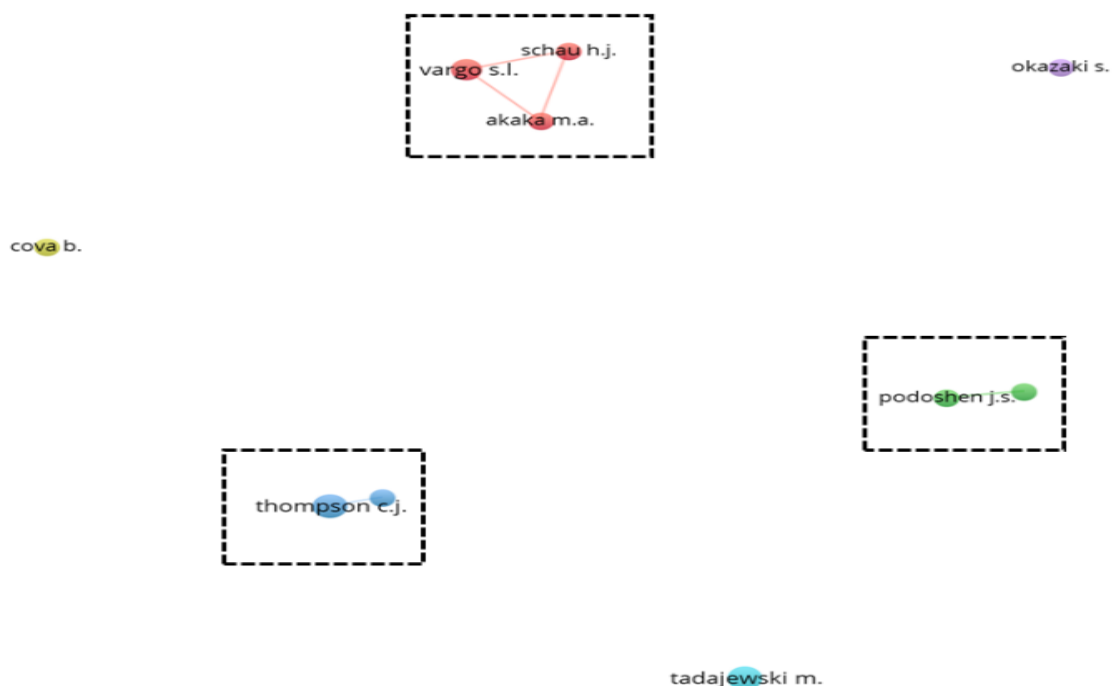 schau h.j.
vargo s.l.
okazaki s.
akaka m.a.
cova b.
podoshen j.s.
thompson c.j.
tadajewski m.